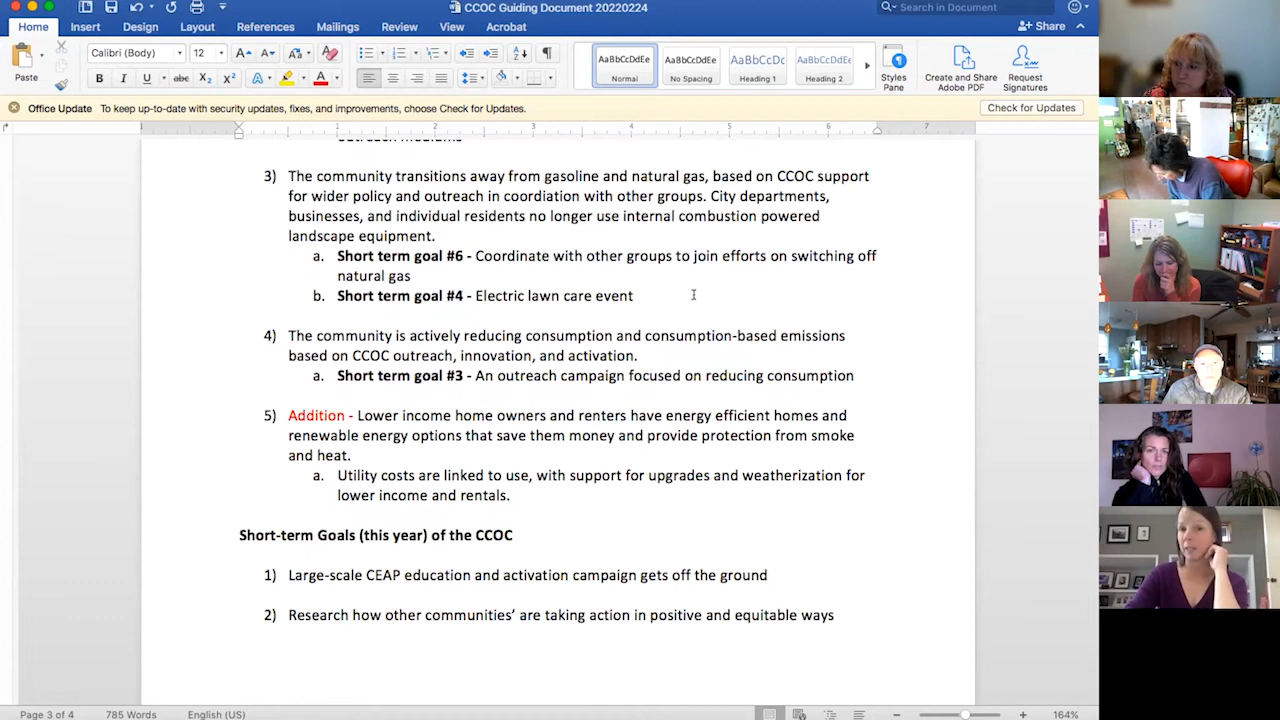 CCOC Guiding Document 20220224
Search in Document
Home Insert Design Layout References Mailings Review View Acrobat
Share
Paste
Calibri (Body) 12
AaBbCcDdEe AaBbCcDdEe AaBbCcDc AaBbCcDdEe
Normal No Spacing Heading 1 Heading 2
Styles Pane
Create and Share Adobe PDF
Request Signatures
Office Update To keep up-to-date with security updates, fixes, and improvements, choose Check for Updates.
Check for Updates
1 2 3 4 5 6 7
3) The community transitions away from gasoline and natural gas, based on CCOC support
for wider policy and outreach in coordiation with other groups. City departments,
businesses, and individual residents no longer use internal combustion powered
landscape equipment.
a. Short term goal #6 - Coordinate with other groups to join efforts on switching off
natural gas
b. Short term goal #4 - Electric lawn care event
4) The community is actively reducing consumption and consumption-based emissions
based on CCOC outreach, innovation, and activation.
a. Short term goal #3 - An outreach campaign focused on reducing consumption
5) Addition - Lower income home owners and renters have energy efficient homes and
renewable energy options that save them money and provide protection from smoke
and heat.
a. Utility costs are linked to use, with support for upgrades and weatherization for
lower income and rentals.
Short-term Goals (this year) of the CCOC
1) Large-scale CEAP education and activation campaign gets off the ground
2) Research how other communities’ are taking action in positive and equitable ways
Page 3 of 4 785 Words English (US) 164%